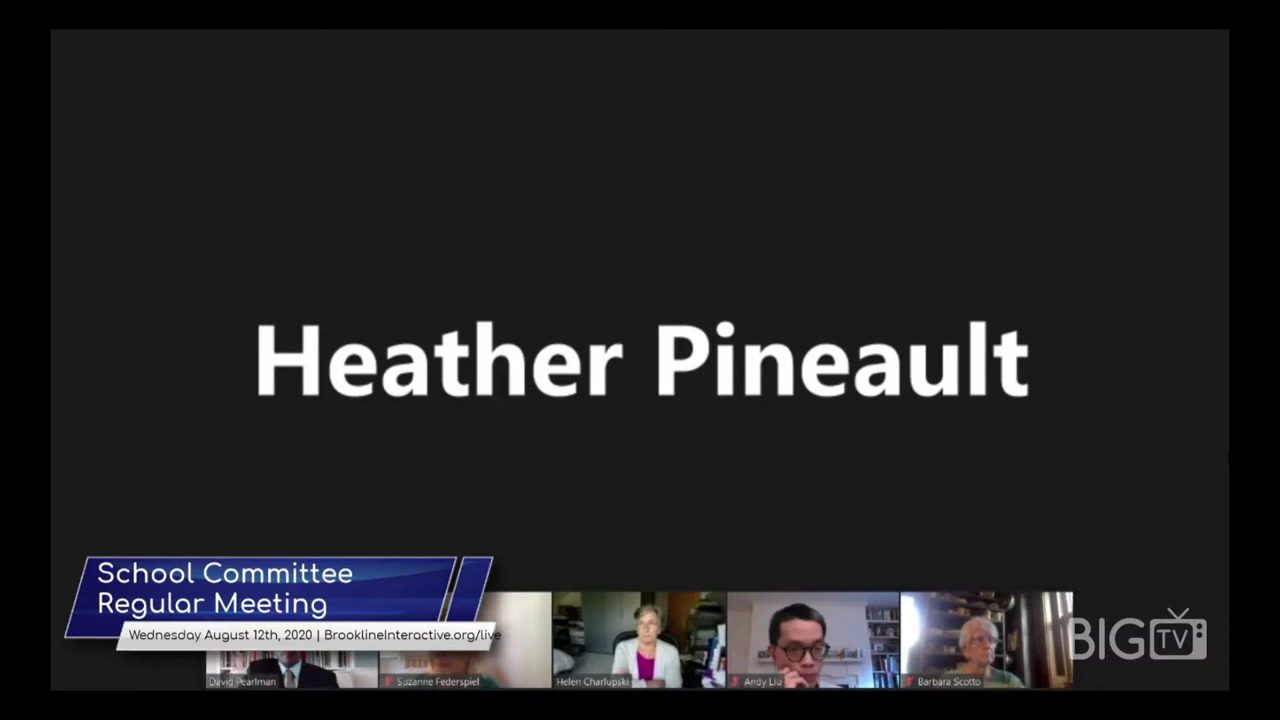 Heather Pineault
School Committee
Regular Meeting
Wednesday August 12th, 2020 | BrooklineInteractive.org/live
David Pearlman
Suzanne Federspiel
Helen Charlupski
Andy Liu
Barbara Scotto
BIG TV